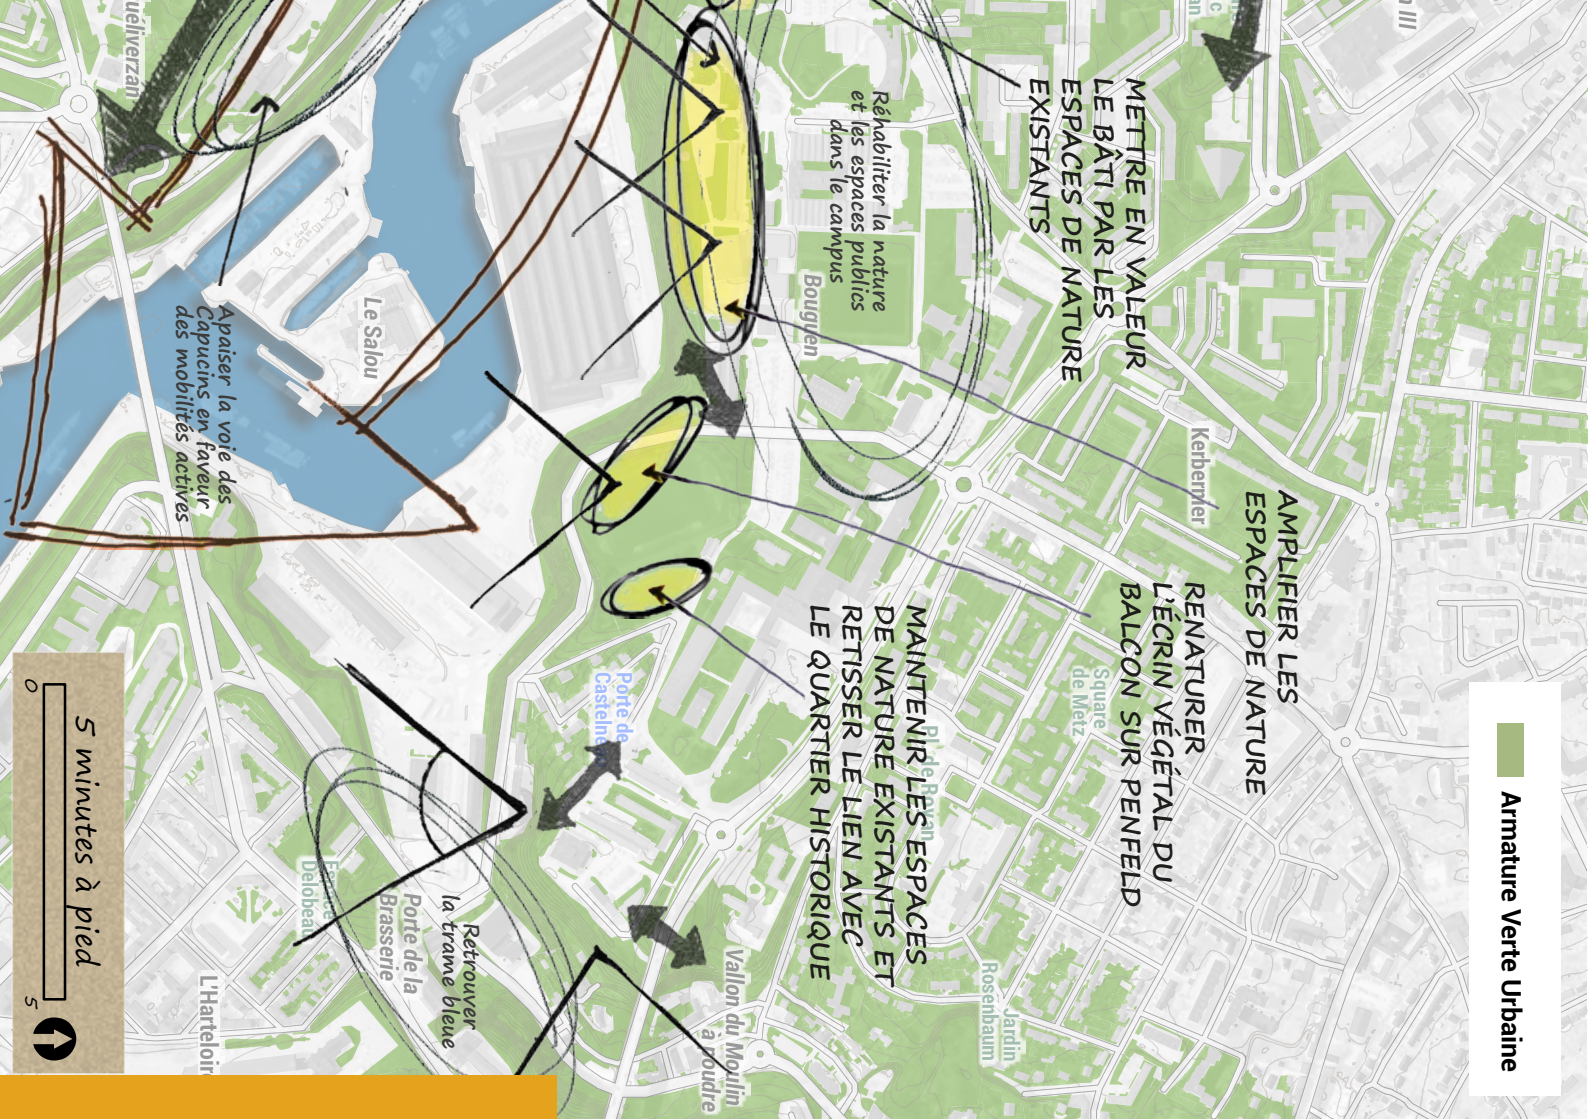 METTRE EN VALEUR
LE BÂTI PAR LES
ESPACES DE NATURE
EXISTANTS
Réhabiliter la nature
et les espaces publics
dans le campus
AMPLIFIER LES
ESPACES DE NATURE
RENATURER
L'ÉCRIN VÉGÉTAL DU
BALCON SUR PENFELD
MAINTENIR LES ESPACES
DE NATURE EXISTANTS ET
RETISSER LE LIEN AVEC
LE QUARTIER HISTORIQUE
Apaiser la voie des
Capucins en faveur
des mobilités actives
Retrouver
la trame bleue
Armature Verte Urbaine
Kerbernier
Bouguen
Le Salou
Square
de Metz
Pl. de Royan
Porte de
Jardin
Rosenbaum
Vallon du Moulin
à Poudre
Porte de la
Brasserie
L'Harteloire
5 minutes à pied
0
5